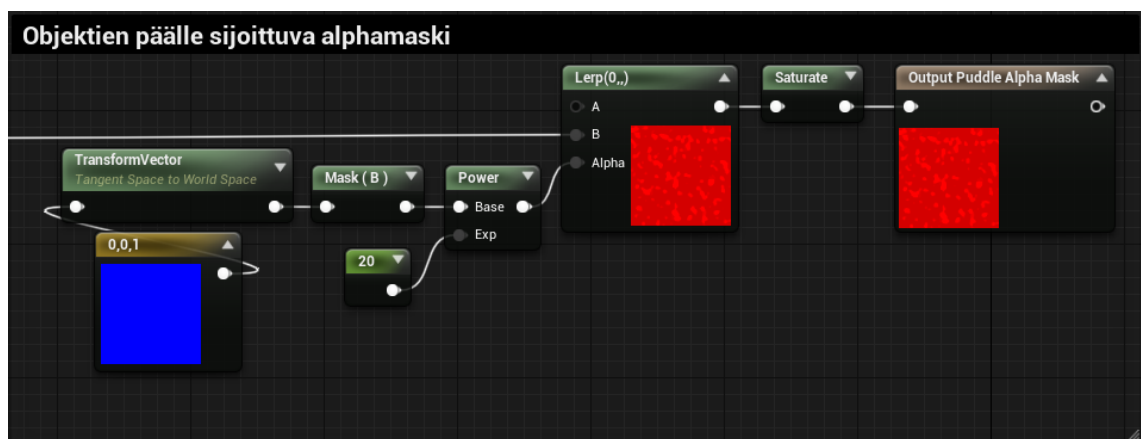 Objektien päälle sijoittuva alphamaski
Lerp(0,,)
A
B
Alpha
Saturate
Output Puddle Alpha Mask
TransformVector
Tangent Space to World Space
Mask ( B )
Power
Base
Exp
0,0,1
20